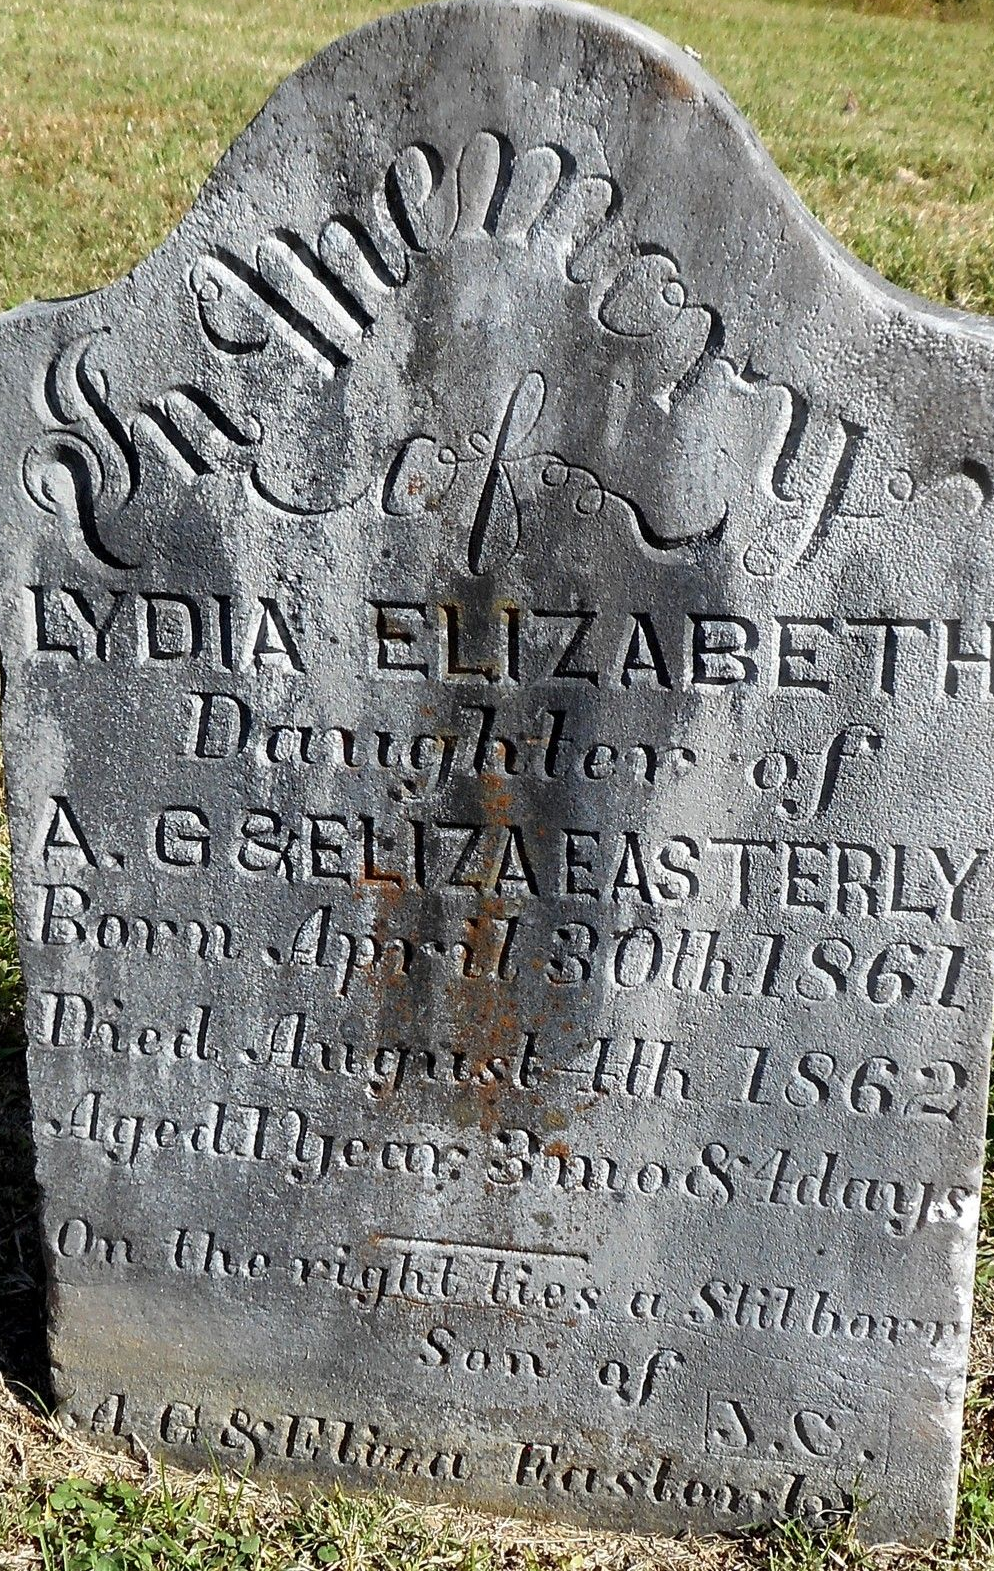 In Memory
of
LYDIA ELIZABETH
Daughter of
A. G & ELIZA EASTERLY
Born April 30th 1861
Died August 4th 1862
Aged 1 year 3 mo & 4 days
On the right lies a Stilborn
Son of
J.C.
A G & Eliza Easterly